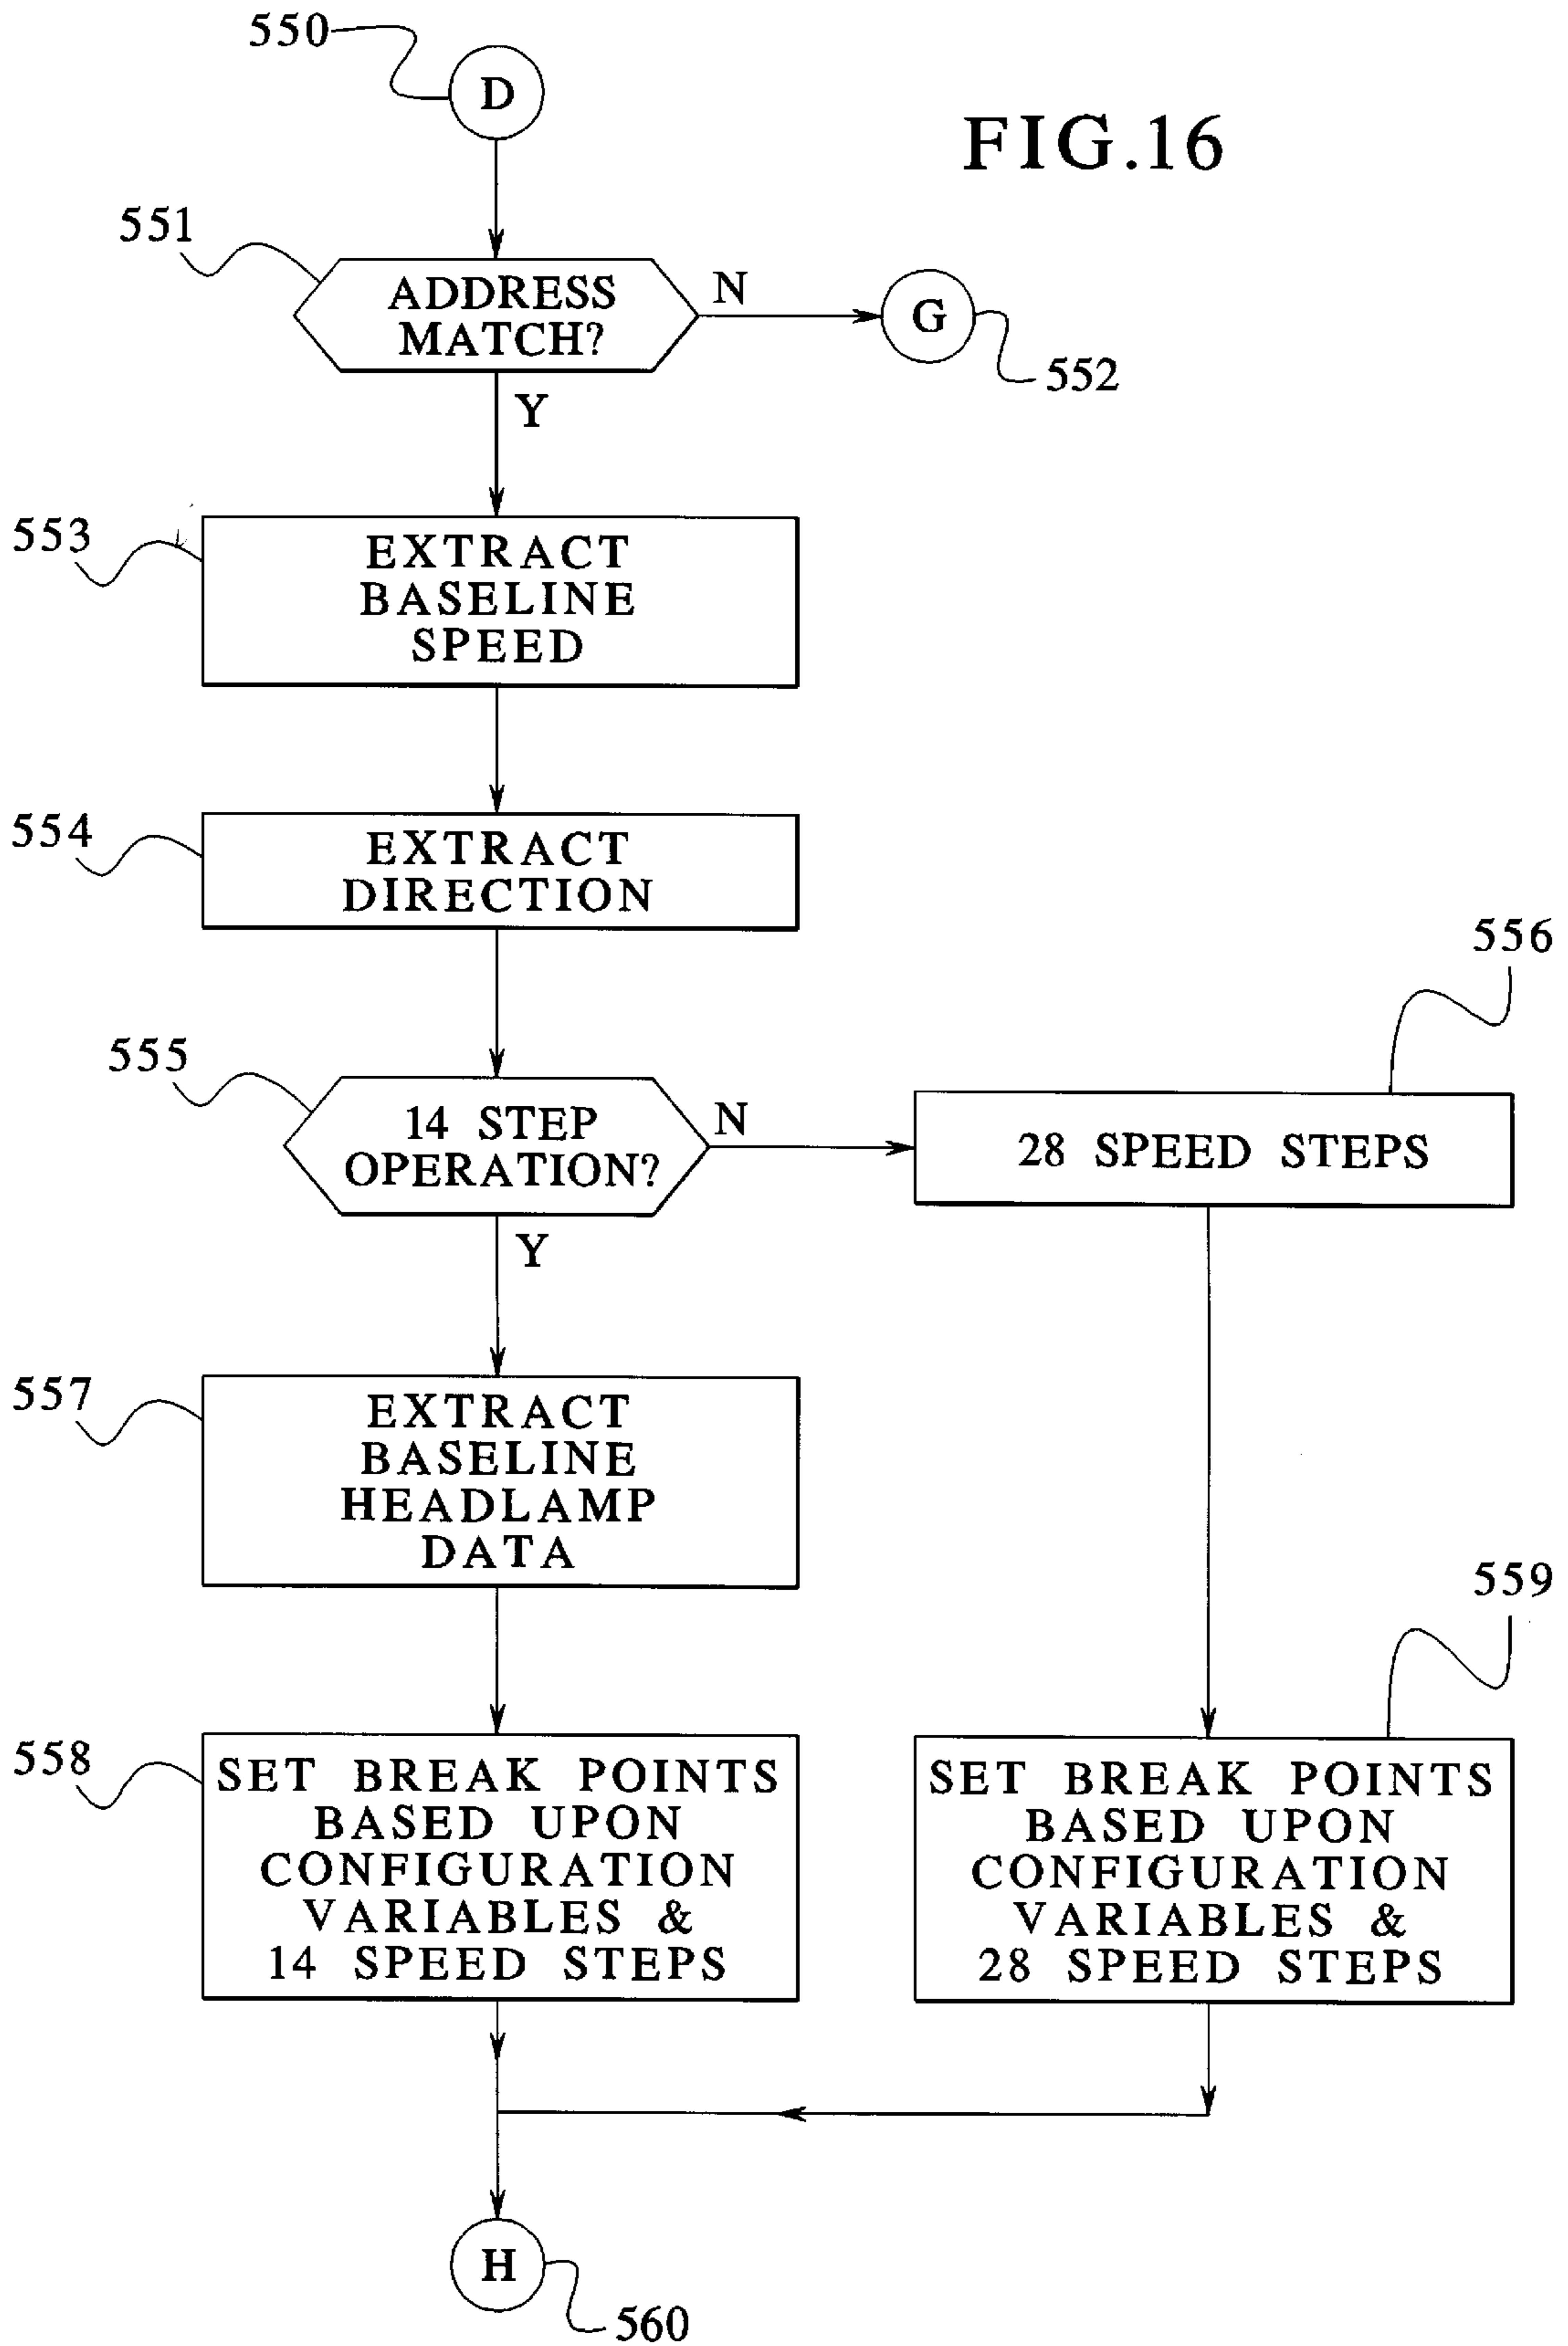 550
D
FIG.16
551
ADDRESS
MATCH?
N
G
552
Y
553
EXTRACT
BASELINE
SPEED
554
EXTRACT
DIRECTION
555
14 STEP
OPERATION?
N
556
28 SPEED STEPS
Y
557
EXTRACT
BASELINE
HEADLAMP
DATA
558
SET BREAK POINTS
BASED UPON
CONFIGURATION
VARIABLES &
14 SPEED STEPS
559
SET BREAK POINTS
BASED UPON
CONFIGURATION
VARIABLES &
28 SPEED STEPS
H
560